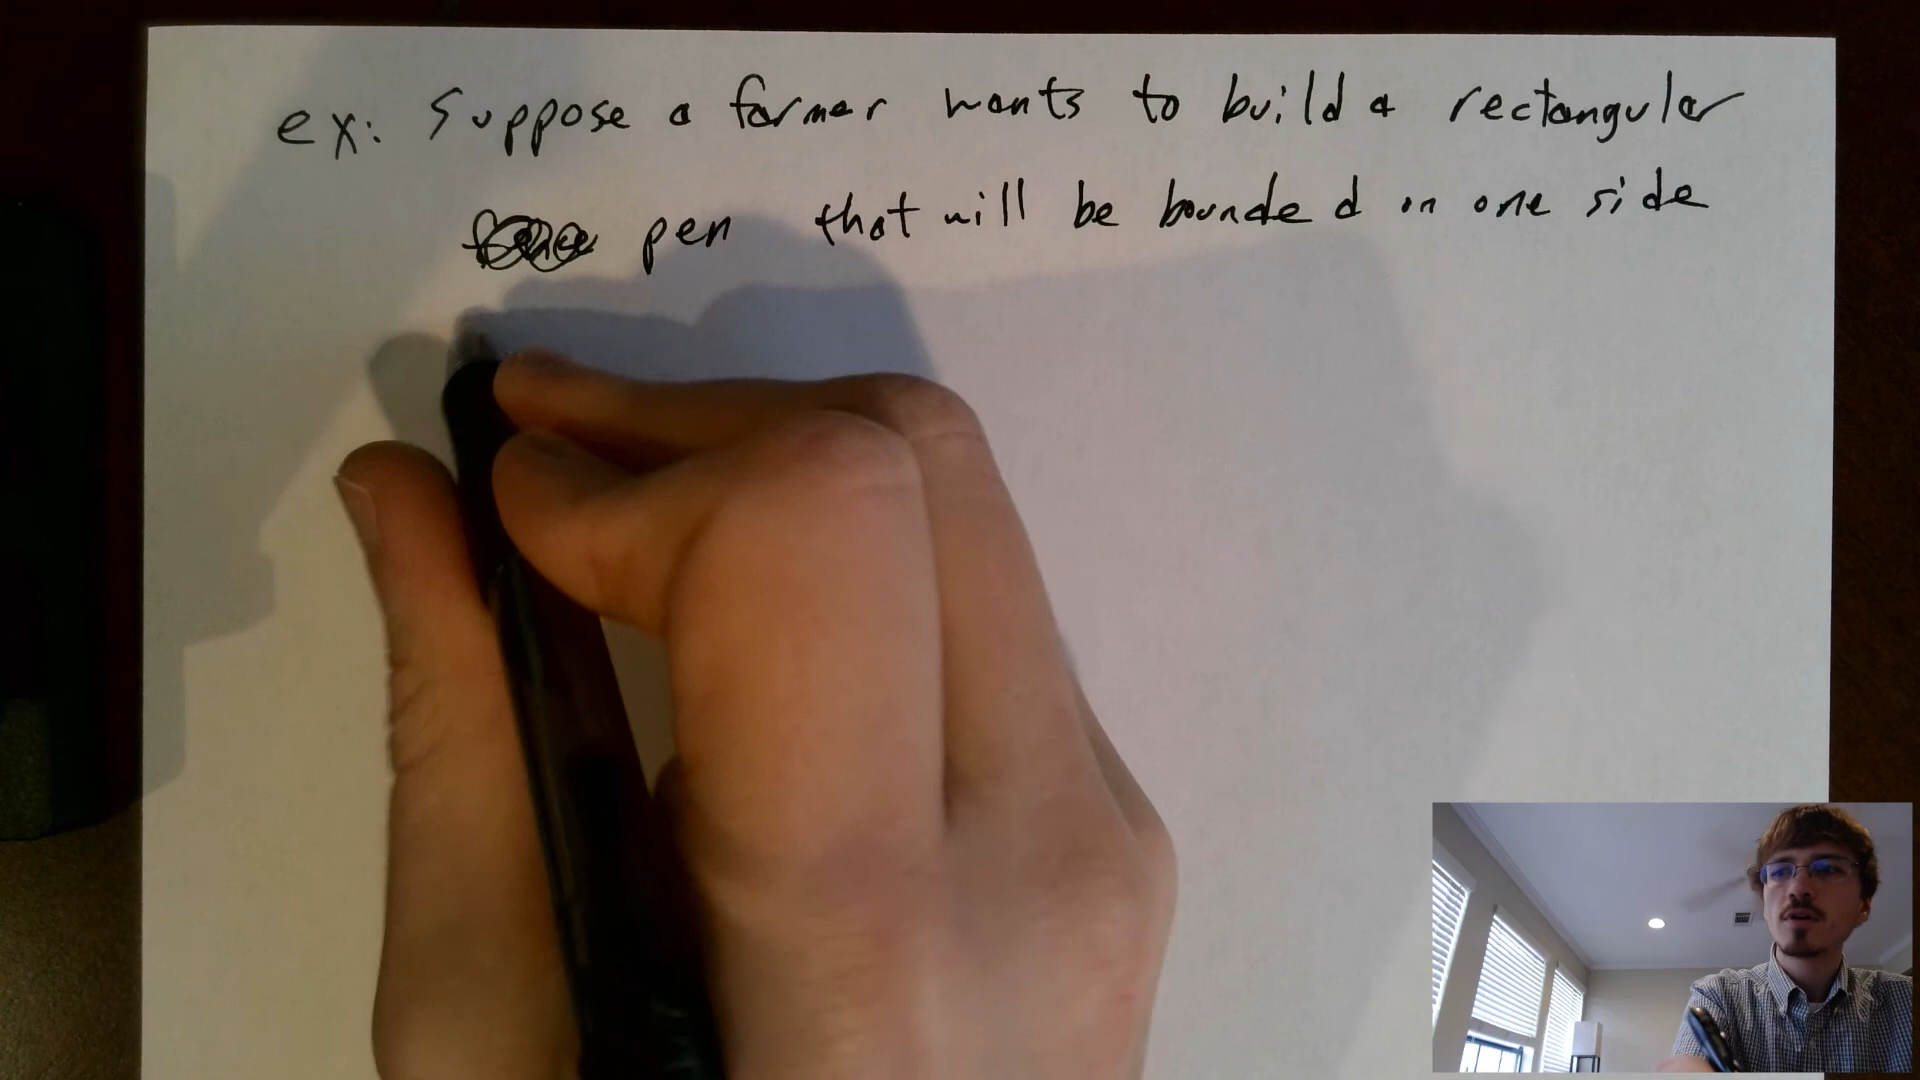 ex: Suppose a farmer wants to build a rectangular
pen that will be bounded on one side